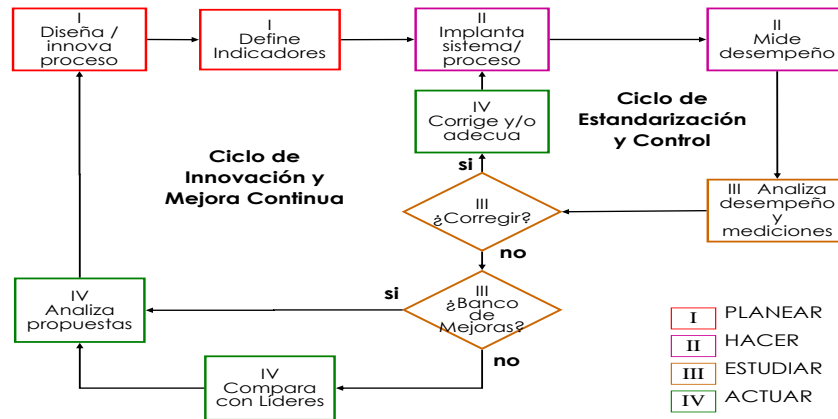 I
Diseña /
innova
proceso
I
Define
Indicadores
II
Implanta
sistema/
proceso
II
Mide
desempeño
IV
Corrige y/o
adecua
Ciclo de
Estandarización
y Control
Ciclo de
Innovación y
Mejora Continua
si
III
¿Corregir?
III Analiza
desempeño
y
mediciones
no
III
¿Banco
de
Mejoras?
si
no
IV
Analiza
propuestas
IV
Compara
con Líderes
I PLANEAR
II HACER
III ESTUDIAR
IV ACTUAR